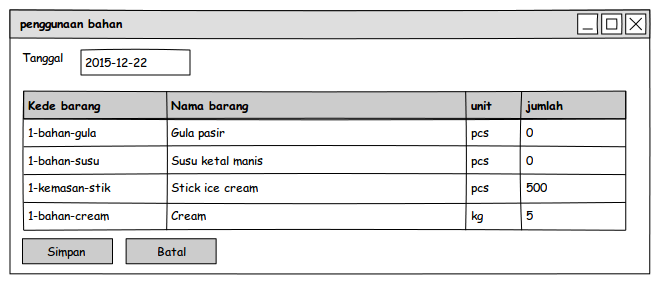 penggunaan bahan
Tanggal 2015-12-22
Kede barang Nama barang unit jumlah
1-bahan-gula Gula pasir pcs 0
1-bahan-susu Susu ketal manis pcs 0
1-kemasan-stik Stick ice cream pcs 500
1-bahan-cream Cream kg 5
Simpan Batal